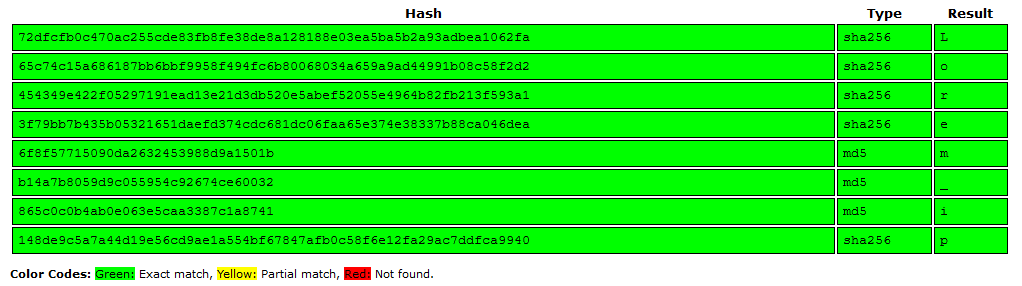 Hash Type Result
72dfcfb0c470ac255cde83fb8fe38de8a128188e03ea5ba5b2a93adbea1062fa sha256 L
65c74c15a686187bb6bbf9958f494fc6b80068034a659a9ad44991b08c58f2d2 sha256 o
454349e422f05297191ead13e21d3db520e5abef52055e4964b82fb213f593a1 sha256 r
3f79bb7b435b05321651daefd374cdc681dc06faa65e374e38337b88ca046dea sha256 e
6f8f57715090da2632453988d9a1501b md5 m
b14a7b8059d9c055954c92674ce60032 md5 _
865c0c0b4ab0e063e5caa3387c1a8741 md5 i
148de9c5a7a44d19e56cd9ae1a554bf67847afb0c58f6e12fa29ac7ddfca9940 sha256 p
Color Codes: Green: Exact match, Yellow: Partial match, Red: Not found.